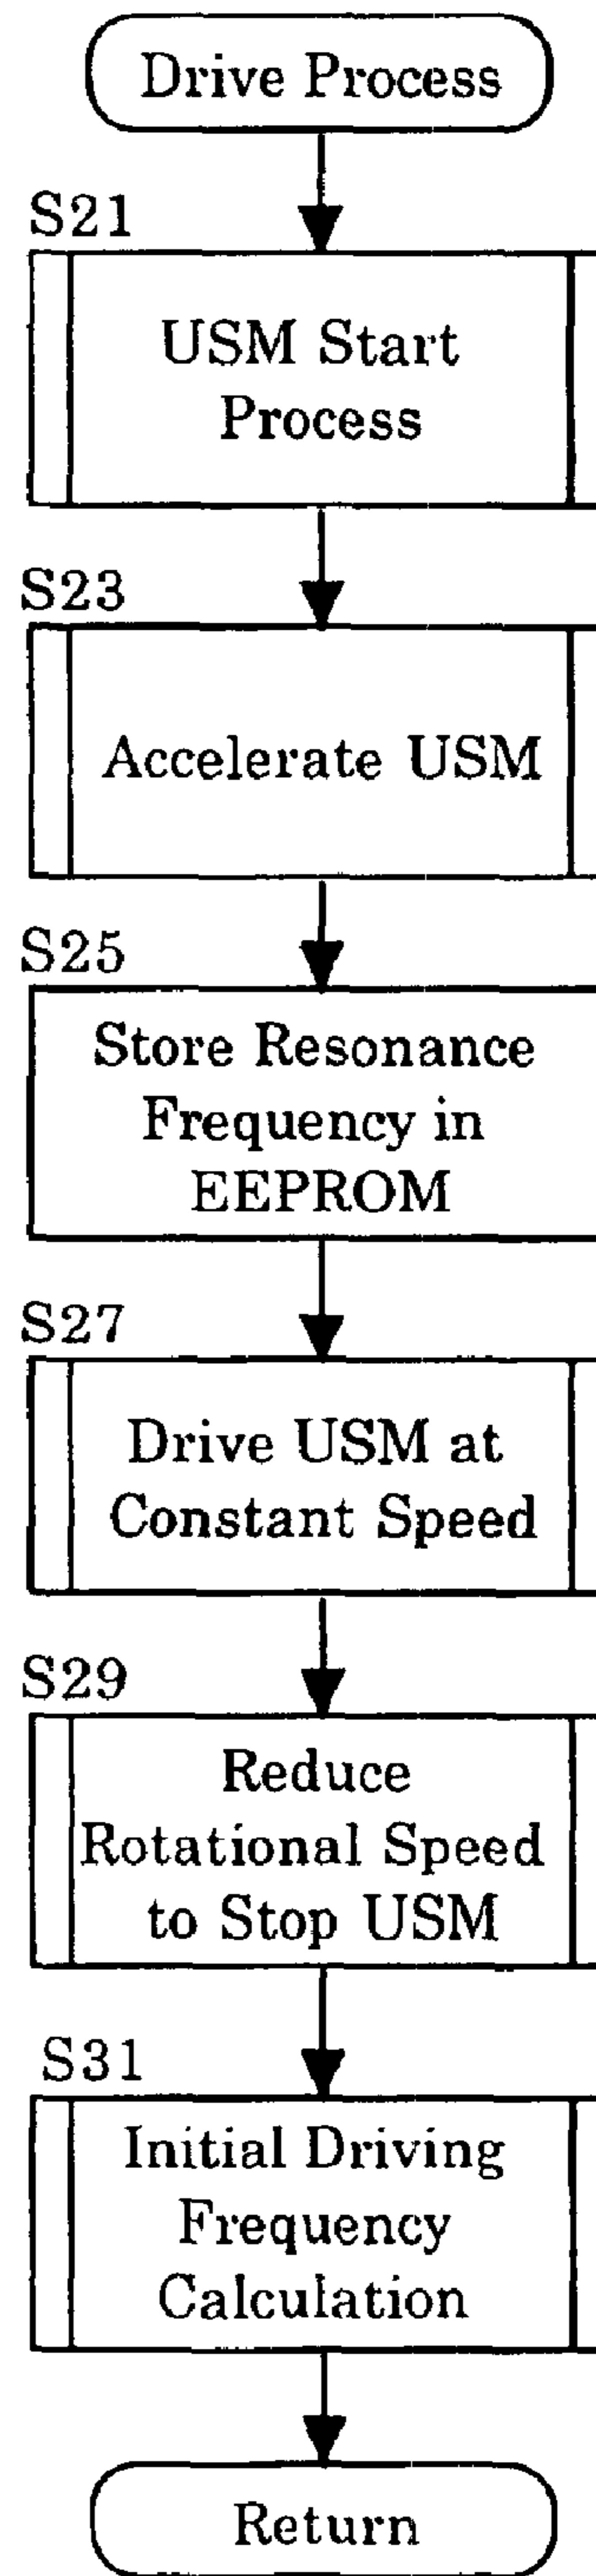 Drive Process
S21
USM Start
Process
S23
Accelerate USM
S25
Store Resonance
Frequency in
EEPROM
S27
Drive USM at
Constant Speed
S29
Reduce
Rotational Speed
to Stop USM
S31
Initial Driving
Frequency
Calculation
Return